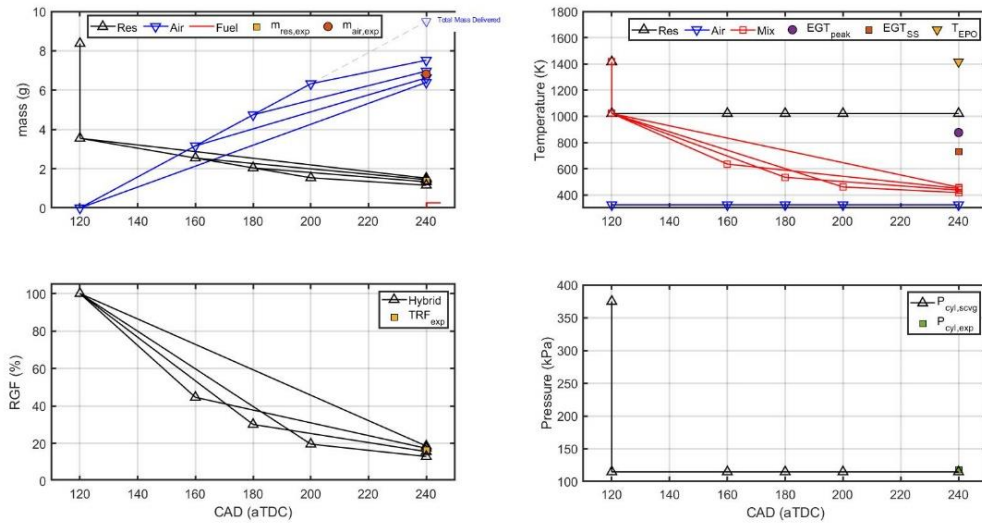 Res Air Fuel m_res,exp m_air,exp
Total Mass Delivered
mass (g)
10
8
6
4
2
0
120 140 160 180 200 220 240
Res Air Mix EGT_peak EGT_SS T_EPO
Temperature (K)
1800
1600
1400
1200
1000
800
600
400
120 140 160 180 200 220 240
Hybrid
TRF_exp
RGF (%)
100
80
60
40
20
0
120 140 160 180 200 220 240
CAD (aTDC)
P_cyl,scvg
P_cyl,exp
Pressure (kPa)
400
350
300
250
200
150
100
120 140 160 180 200 220 240
CAD (aTDC)